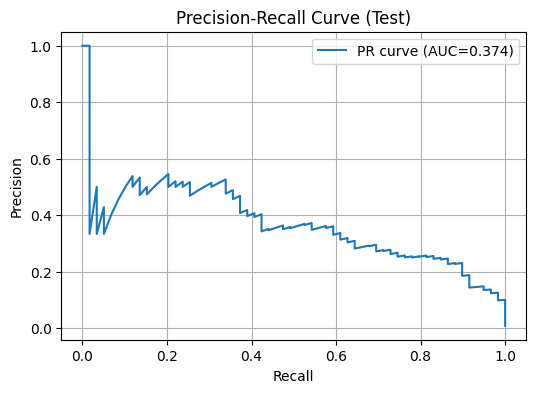 Precision-Recall Curve (Test)
PR curve (AUC=0.374)
1.0
0.8
0.6
0.4
0.2
0.0
Precision
0.0 0.2 0.4 0.6 0.8 1.0
Recall